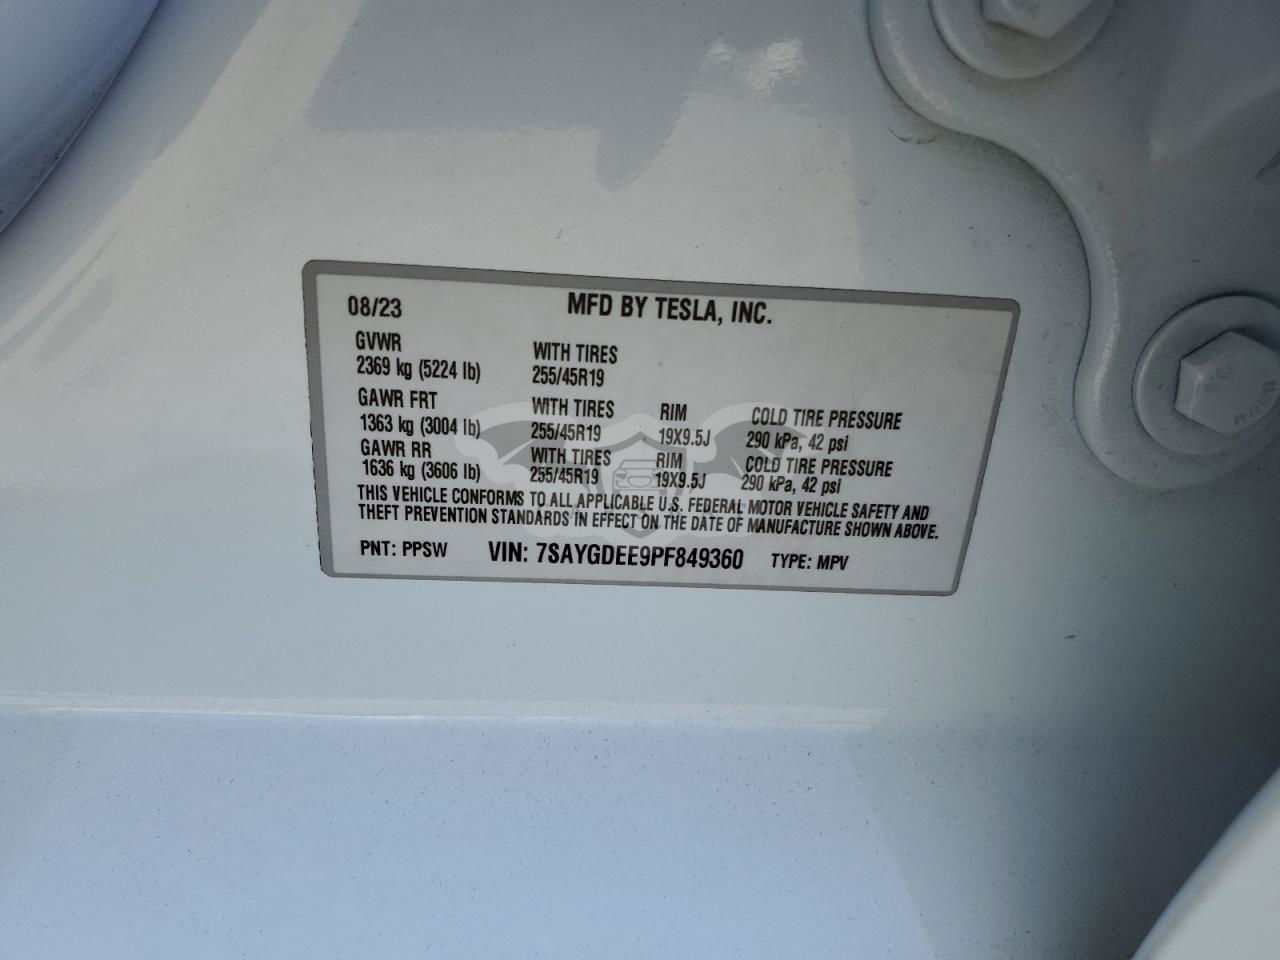 08/23 MFD BY TESLA, INC.
GVWR
2369 kg (5224 lb) WITH TIRES
255/45R19
GAWR FRT
1363 kg (3004 lb) WITH TIRES
255/45R19 RIM
19X9.5J COLD TIRE PRESSURE
290 kPa, 42 psi
GAWR RR
1636 kg (3606 lb) WITH TIRES
255/45R19 RIM
19X9.5J COLD TIRE PRESSURE
290 kPa, 42 psi
THIS VEHICLE CONFORMS TO ALL APPLICABLE U.S. FEDERAL MOTOR VEHICLE SAFETY AND
THEFT PREVENTION STANDARDS IN EFFECT ON THE DATE OF MANUFACTURE SHOWN ABOVE.
PNT: PPSW VIN: 7SAYGDEE9PF849360 TYPE: MPV